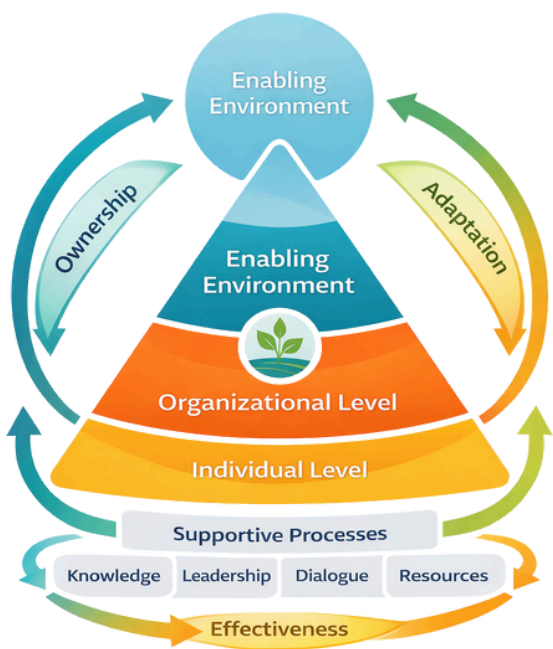 Enabling
Environment
Ownership
Adaptation
Enabling
Environment
Organizational Level
Individual Level
Supportive Processes
Knowledge
Leadership
Dialogue
Resources
Effectiveness